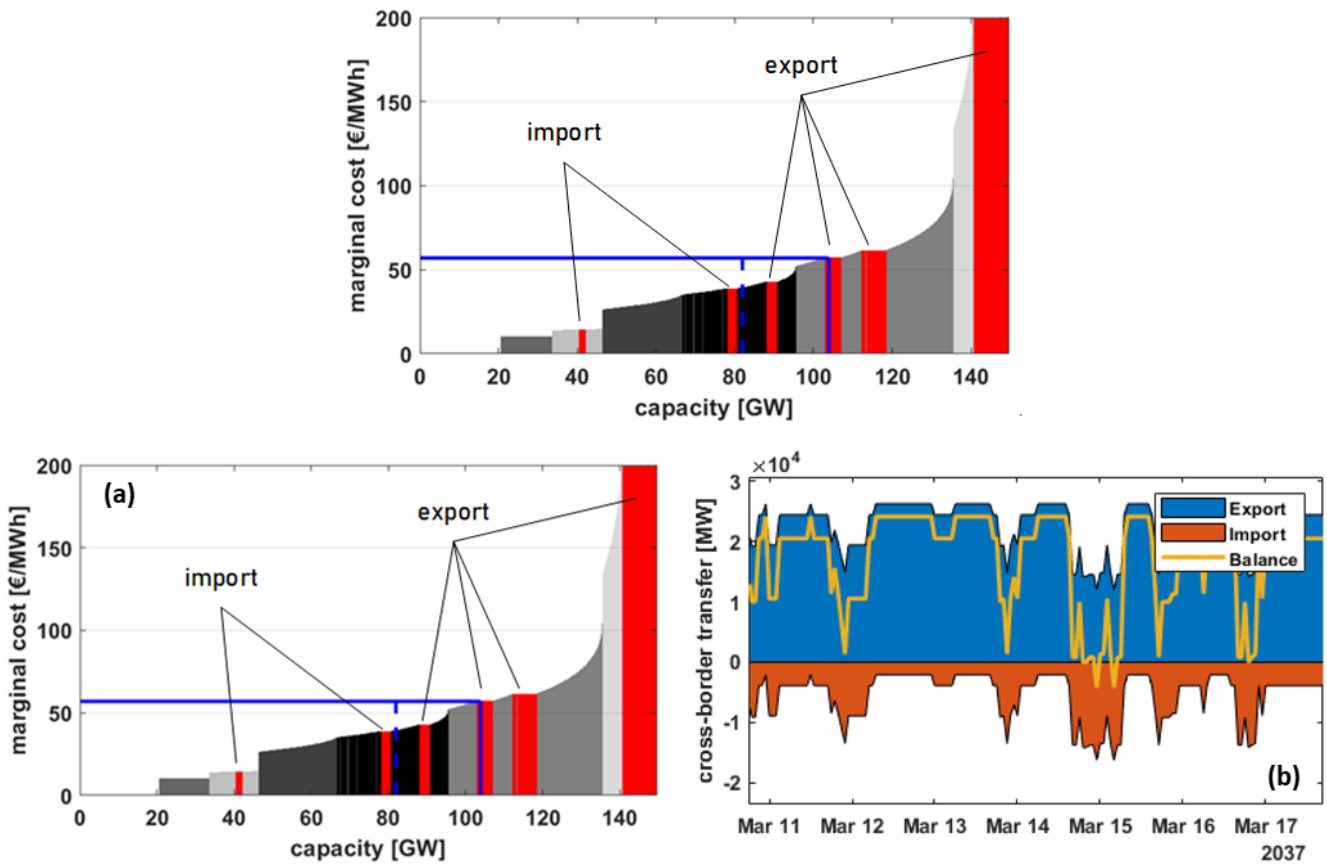 200
150
100
50
0
marginal cost [€/MWh]
export
import
0 20 40 60 80 100 120 140
capacity [GW]
(a)
200
150
100
50
0
marginal cost [€/MWh]
export
import
0 20 40 60 80 100 120 140
capacity [GW]
×10⁴
3
2
1
0
-1
-2
cross-border transfer [MW]
Export
Import
Balance
(b)
Mar 11 Mar 12 Mar 13 Mar 14 Mar 15 Mar 16 Mar 17
2037